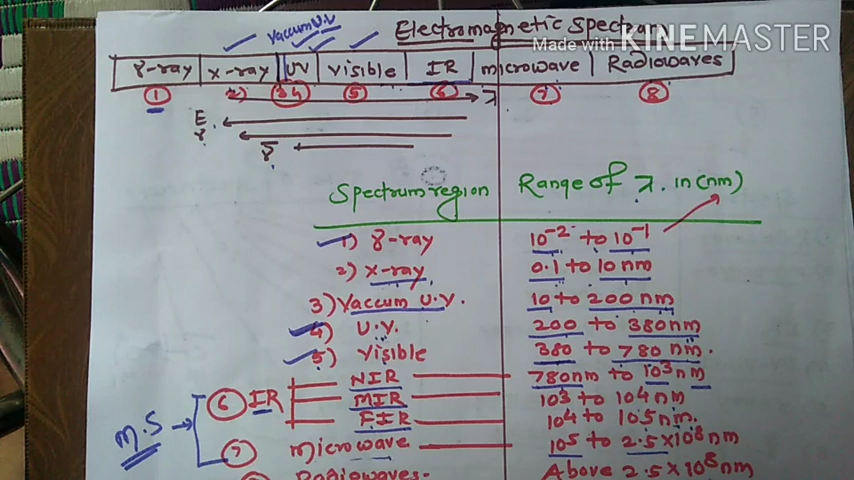 Electromagnetic Spectrum
Made with KINEMASTER
Vaccum U.V
γ-ray x-ray UV visible IR microwave Radiowaves
① 2) ③ ④ ⑤ ⑥ ⑦ ⑧
λ
E.
γ
ν̄
Spectrum region Range of λ. in (nm)
1) γ-ray 10⁻² to 10⁻¹
2) x-ray 0.1 to 10 nm
3) Vaccum U.V. 10 to 200 nm
4) U.V. 200 to 380nm
5) visible 380 to 780 nm.
⑥ IR NIR 780nm to 10³ nm
MIR 10³ to 104 nm
FIR 104 to 105 nm.
M.S ⑦ microwave 10⁵ to 2.5×10⁸ nm
Radiowaves. Above 2.5×10⁸ nm